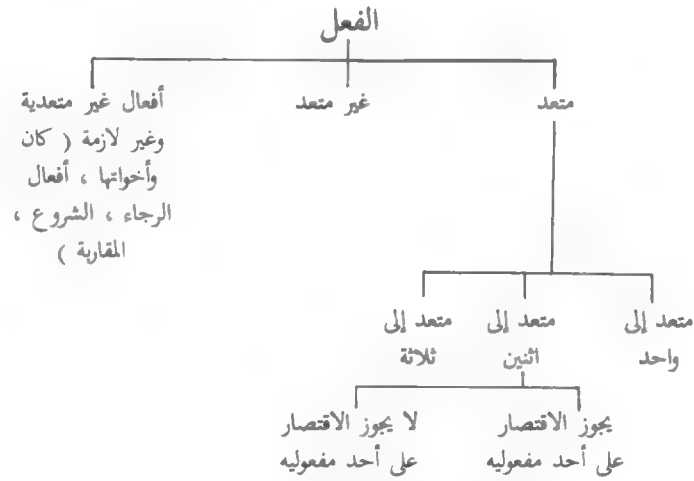 الفعل
متعد
غير متعد
أفعال غير متعدية
وغير لازمة ( كان
وأخواتها ، أفعال
الرجاء ، الشروع ،
المقاربة )
متعد إلى
واحد
متعد إلى
اثنين
متعد إلى
ثلاثة
يجوز الاقتصار
على أحد مفعوليه
لا يجوز الاقتصار
على أحد مفعوليه